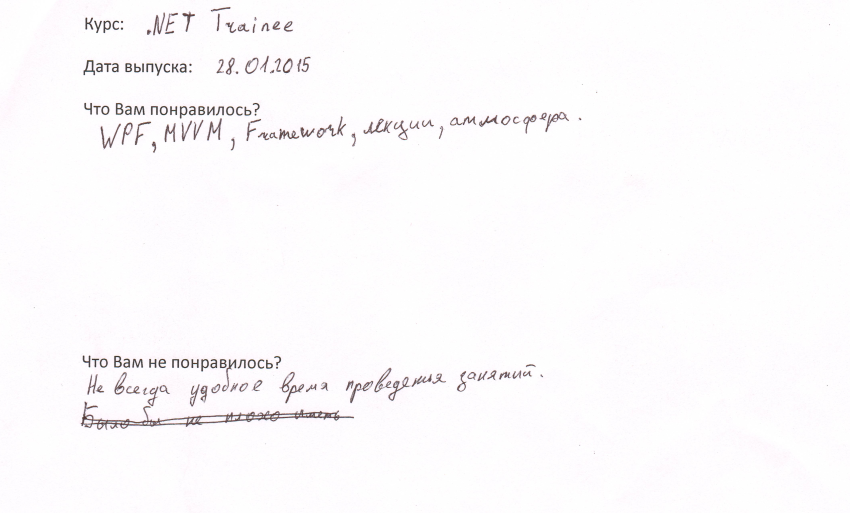 Курс: .NET Trainee
Дата выпуска: 28.01.2015
Что Вам понравилось?
WPF, MVVM, Framework, лекции, аммосфера.
Что Вам не понравилось?
Не всегда удобное время проведения занятий.
Было бы не плохо иметь